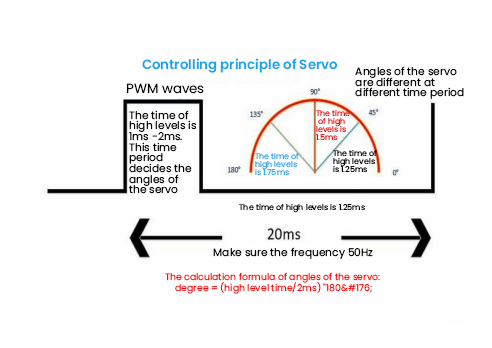 Controlling principle of Servo
Angles of the servo
are different at
different time period
PWM waves
The time of
high levels is
1ms -2ms.
This time
period
decides the
angles of
the servo
90°
135°
45°
180°
0°
The time
of high
levels is
1.5ms
The time of
high levels
is 1.75ms
The time of
high levels
is 1.25ms
The time of high levels is 1.25ms
20ms
Make sure the frequency 50Hz
The calculation formula of angles of the servo:
degree = (high level time/2ms) "180&#176;